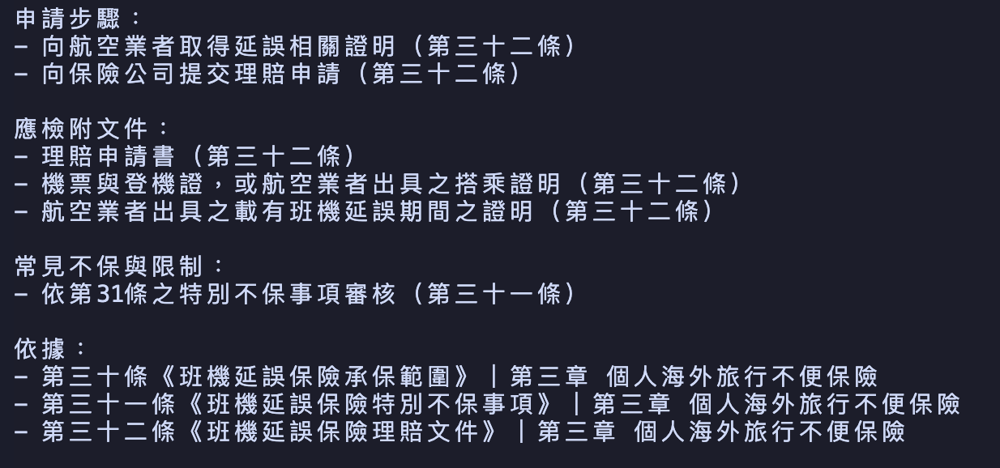 申請步驟：
– 向航空業者取得延誤相關證明（第三十二條）
– 向保險公司提交理賠申請（第三十二條）
應檢附文件：
– 理賠申請書（第三十二條）
– 機票與登機證，或航空業者出具之搭乘證明（第三十二條）
– 航空業者出具之載有班機延誤期間之證明（第三十二條）
常見不保與限制：
– 依第31條之特別不保事項審核（第三十一條）
依據：
– 第三十條《班機延誤保險承保範圍》｜第三章 個人海外旅行不便保險
– 第三十一條《班機延誤保險特別不保事項》｜第三章 個人海外旅行不便保險
– 第三十二條《班機延誤保險理賠文件》｜第三章 個人海外旅行不便保險